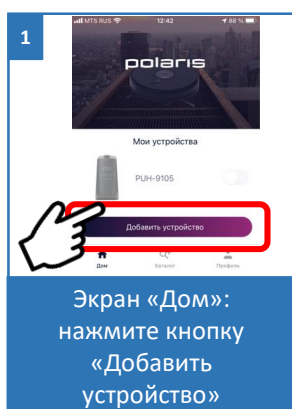 1
MTS RUS 12:42 88 %
polaris
Мои устройства
PUH-9105
Добавить устройство
Дом Каталог Профиль
Экран «Дом»:
нажмите кнопку
«Добавить
устройство»